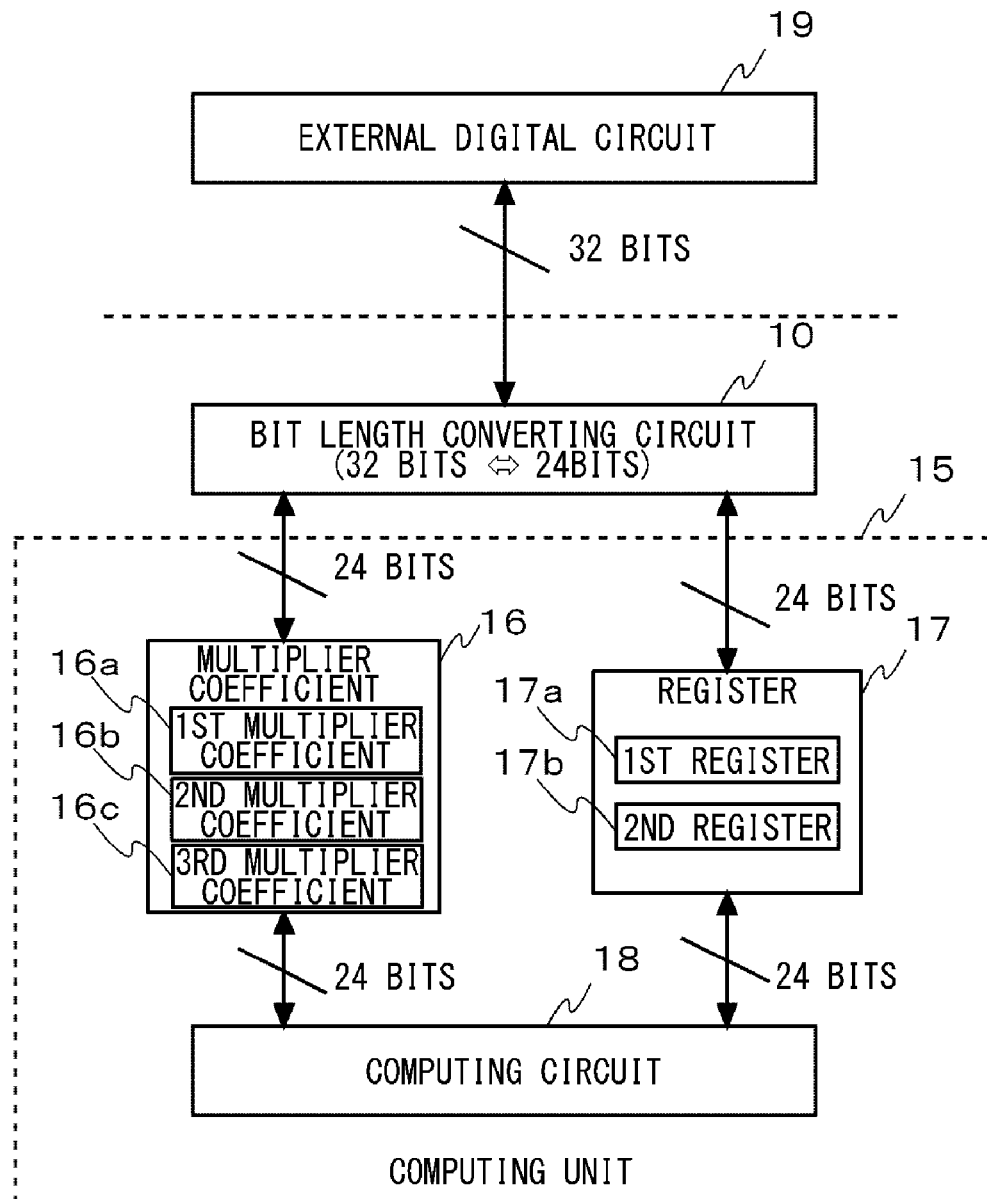 19
EXTERNAL DIGITAL CIRCUIT
32 BITS
10
BIT LENGTH CONVERTING CIRCUIT
(32 BITS ⇔ 24BITS)
15
24 BITS
24 BITS
16
17
MULTIPLIER
COEFFICIENT
16a
1ST MULTIPLIER
COEFFICIENT
16b
2ND MULTIPLIER
COEFFICIENT
16c
3RD MULTIPLIER
COEFFICIENT
REGISTER
17a
1ST REGISTER
17b
2ND REGISTER
24 BITS
24 BITS
18
COMPUTING CIRCUIT
COMPUTING UNIT